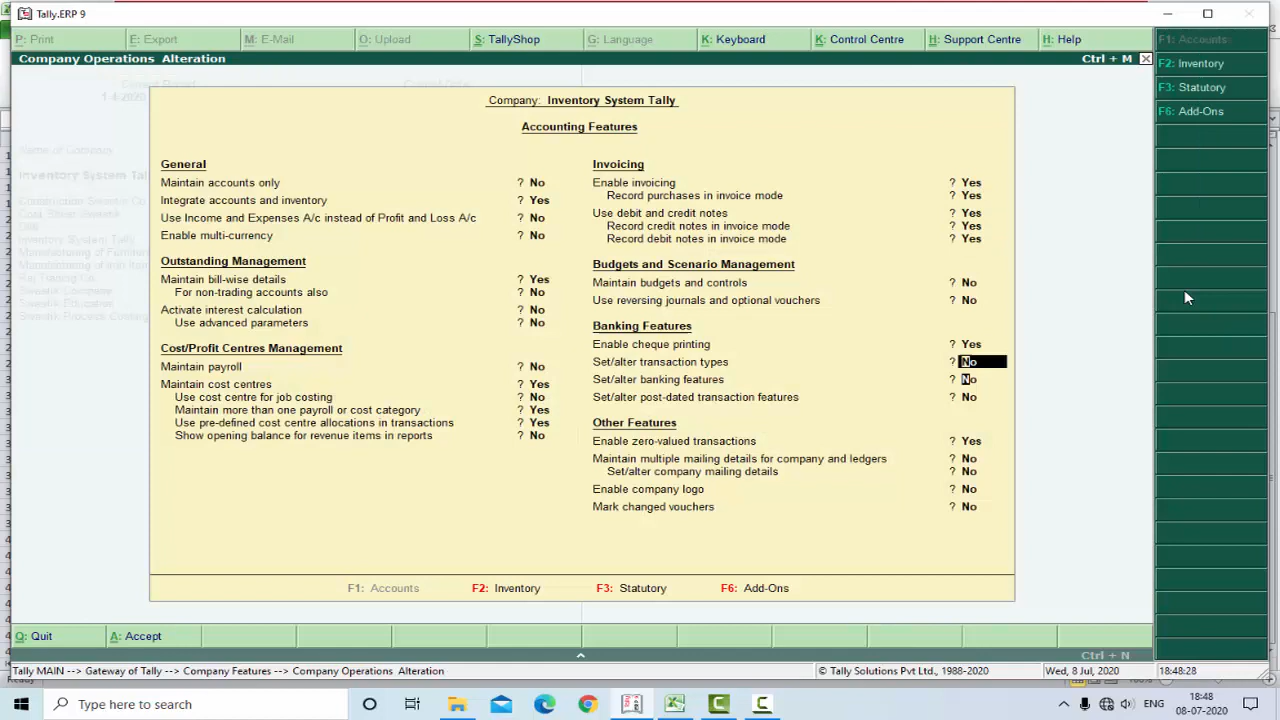 Tally.ERP 9
P: Print E: Export M: E-Mail O: Upload S: TallyShop G: Language K: Keyboard K: Control Centre H: Support Centre H: Help
F1: Accounts
Company Operations Alteration Ctrl + M
F2: Inventory
F3: Statutory
F6: Add-Ons
Company: Inventory System Tally
Accounting Features
General
Maintain accounts only ? No
Integrate accounts and inventory ? Yes
Use Income and Expenses A/c instead of Profit and Loss A/c ? No
Enable multi-currency ? No
Outstanding Management
Maintain bill-wise details ? Yes
For non-trading accounts also ? No
Activate interest calculation ? No
Use advanced parameters ? No
Cost/Profit Centres Management
Maintain payroll ? No
Maintain cost centres ? Yes
Use cost centre for job costing ? No
Maintain more than one payroll or cost category ? Yes
Use pre-defined cost centre allocations in transactions ? Yes
Show opening balance for revenue items in reports ? No
Invoicing
Enable invoicing ? Yes
Record purchases in invoice mode ? Yes
Use debit and credit notes ? Yes
Record credit notes in invoice mode ? Yes
Record debit notes in invoice mode ? Yes
Budgets and Scenario Management
Maintain budgets and controls ? No
Use reversing journals and optional vouchers ? No
Banking Features
Enable cheque printing ? Yes
Set/alter transaction types ? No
Set/alter banking features ? No
Set/alter post-dated transaction features ? No
Other Features
Enable zero-valued transactions ? Yes
Maintain multiple mailing details for company and ledgers ? No
Set/alter company mailing details ? No
Enable company logo ? No
Mark changed vouchers ? No
F1: Accounts F2: Inventory F3: Statutory F6: Add-Ons
Q: Quit A: Accept
Ctrl + N
Tally MAIN --> Gateway of Tally --> Company Features --> Company Operations Alteration © Tally Solutions Pvt Ltd., 1988-2020 Wed, 8 Jul, 2020 18:48:28
Type here to search
ENG
18:48
08-07-2020